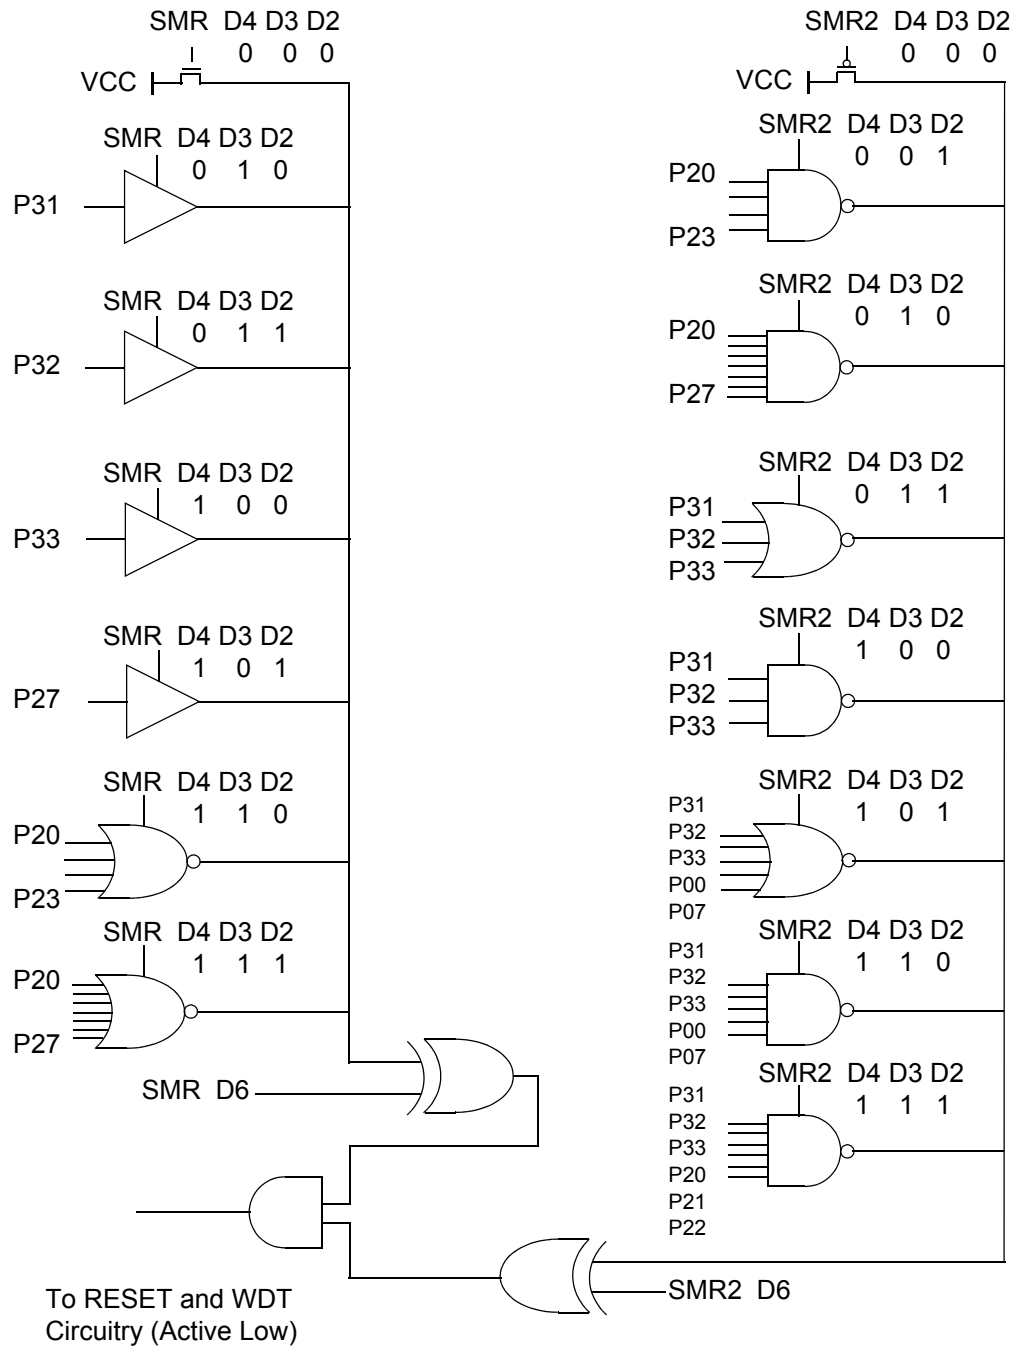 SMR D4 D3 D2
0 0 0
VCC
SMR D4 D3 D2
0 1 0
P31
SMR D4 D3 D2
0 1 1
P32
SMR D4 D3 D2
1 0 0
P33
SMR D4 D3 D2
1 0 1
P27
SMR D4 D3 D2
1 1 0
P20
P23
SMR D4 D3 D2
1 1 1
P20
P27
SMR D6
To RESET and WDT
Circuitry (Active Low)
SMR2 D4 D3 D2
0 0 0
VCC
SMR2 D4 D3 D2
0 0 1
P20
P23
SMR2 D4 D3 D2
0 1 0
P20
P27
SMR2 D4 D3 D2
0 1 1
P31
P32
P33
SMR2 D4 D3 D2
1 0 0
P31
P32
P33
SMR2 D4 D3 D2
1 0 1
P31
P32
P33
P00
P07
SMR2 D4 D3 D2
1 1 0
P31
P32
P33
P00
P07
SMR2 D4 D3 D2
1 1 1
P31
P32
P33
P20
P21
P22
SMR2 D6